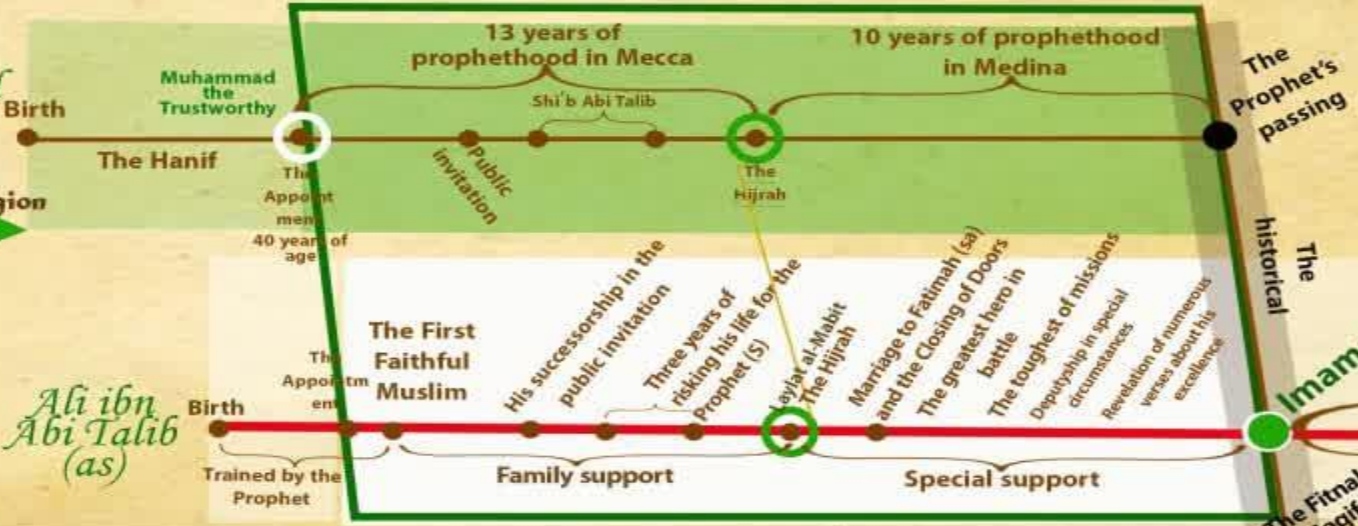 13 years of
prophethood in Mecca
10 years of prophethood
in Medina
The
Prophet's
passing
Muhammad
the
Trustworthy
Shi'b Abi Talib
Birth
The Hanif
The
Appoint
men
40 years of
age
Public
invitation
The
Hijrah
The
historical
The First
Faithful
Muslim
His successorship in the
public invitation
Three years of
risking his life for the
Prophet (S)
Laylat al-Mabit
The Hijrah
Marriage to Fatimah (sa)
and the Closing of Doors
The greatest hero in
battle
The toughest of missions
Deputyship in special
circumstances
Revelation of numerous
verses about his
excellence
The
Appointm
ent
Ali ibn
Abi Talib
(as)
Birth
Imam
Trained by the
Prophet
Family support
Special support
The Fitnah